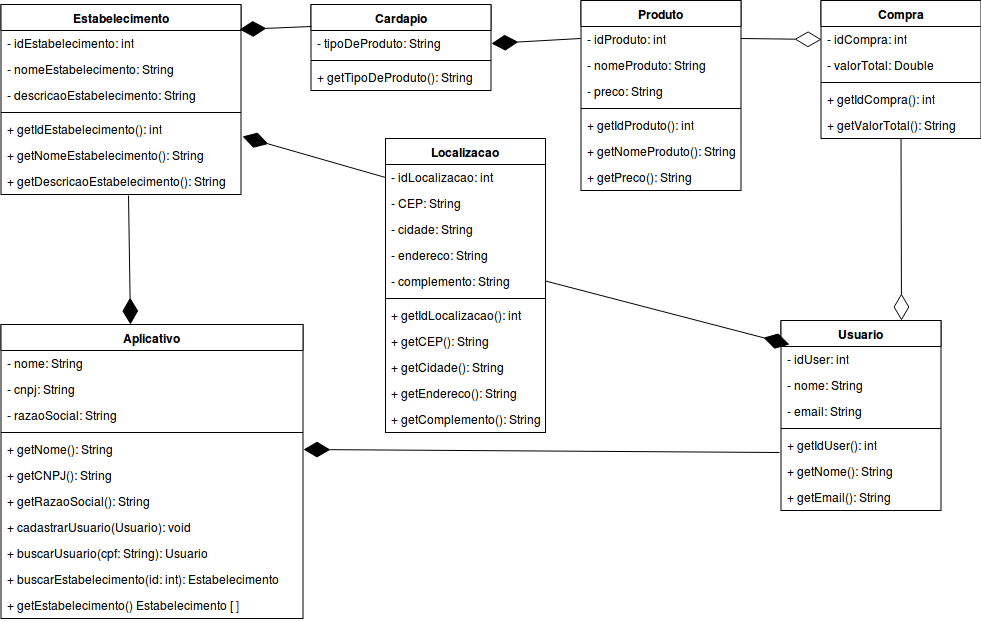 Estabelecimento
- idEstabelecimento: int
- nomeEstabelecimento: String
- descricaoEstabelecimento: String
+ getIdEstabelecimento(): int
+ getNomeEstabelecimento(): String
+ getDescricaoEstabelecimento(): String
Cardapio
- tipoDeProduto: String
+ getTipoDeProduto(): String
Produto
- idProduto: int
- nomeProduto: String
- preco: String
+ getIdProduto(): int
+ getNomeProduto(): String
+ getPreco(): String
Compra
- idCompra: int
- valorTotal: Double
+ getIdCompra(): int
+ getValorTotal(): String
Localizacao
- idLocalizacao: int
- CEP: String
- cidade: String
- endereco: String
- complemento: String
+ getIdLocalizacao(): int
+ getCEP(): String
+ getCidade(): String
+ getEndereco(): String
+ getComplemento(): String
Aplicativo
- nome: String
- cnpj: String
- razaoSocial: String
+ getNome(): String
+ getCNPJ(): String
+ getRazaoSocial(): String
+ cadastrarUsuario(Usuario): void
+ buscarUsuario(cpf: String): Usuario
+ buscarEstabelecimento(id: int): Estabelecimento
+ getEstabelecimento() Estabelecimento [ ]
Usuario
- idUser: int
- nome: String
- email: String
+ getIdUser(): int
+ getNome(): String
+ getEmail(): String